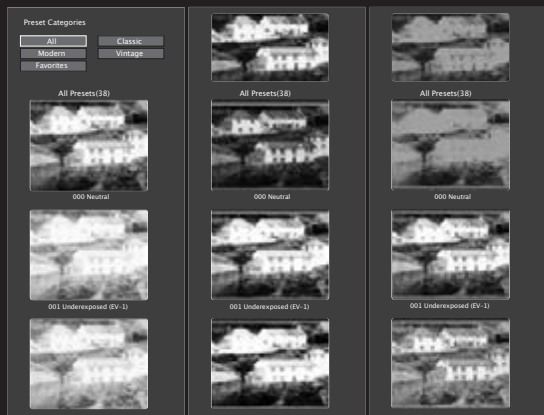 Preset Categories
All
Classic
Modern
Vintage
Favorites
All Presets(38)
000 Neutral
001 Underexposed (EV-1)
All Presets(38)
000 Neutral
001 Underexposed (EV-1)
All Presets(38)
000 Neutral
001 Underexposed (EV-1)